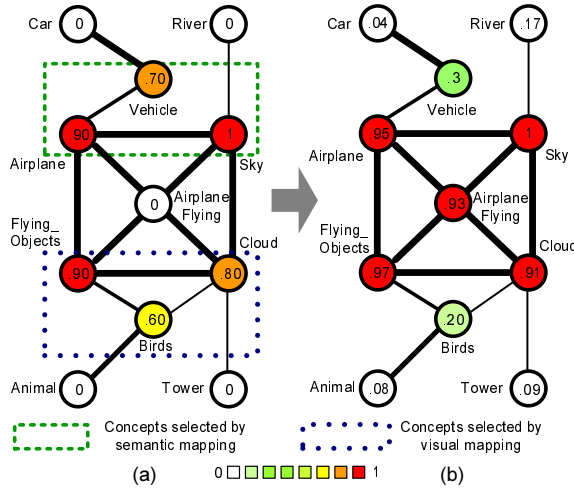 Car
0
River
0
.70
Vehicle
.90
1
Airplane
Sky
0
Airplane_
Flying
Flying_
Objects
Cloud
.90
.80
.60
Birds
Animal
0
Tower
0
Car
.04
River
.17
.3
Vehicle
.95
1
Airplane
Sky
.93
Airplane_
Flying
Flying_
Objects
Cloud
.97
.91
.20
Birds
Animal
.08
Tower
.09
Concepts selected by
semantic mapping
Concepts selected by
visual mapping
(a)
0
1
(b)